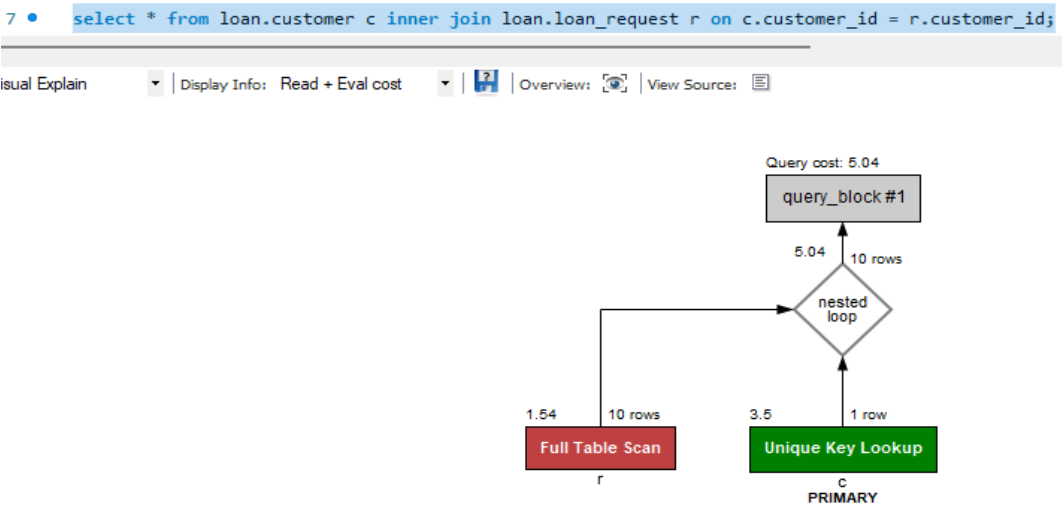 7 select * from loan.customer c inner join loan.loan_request r on c.customer_id = r.customer_id;
isual Explain Display Info: Read + Eval cost Overview: View Source:
Query cost: 5.04
query_block #1
5.04 10 rows
nested
loop
1.54 10 rows 3.5 1 row
Full Table Scan Unique Key Lookup
r c
PRIMARY